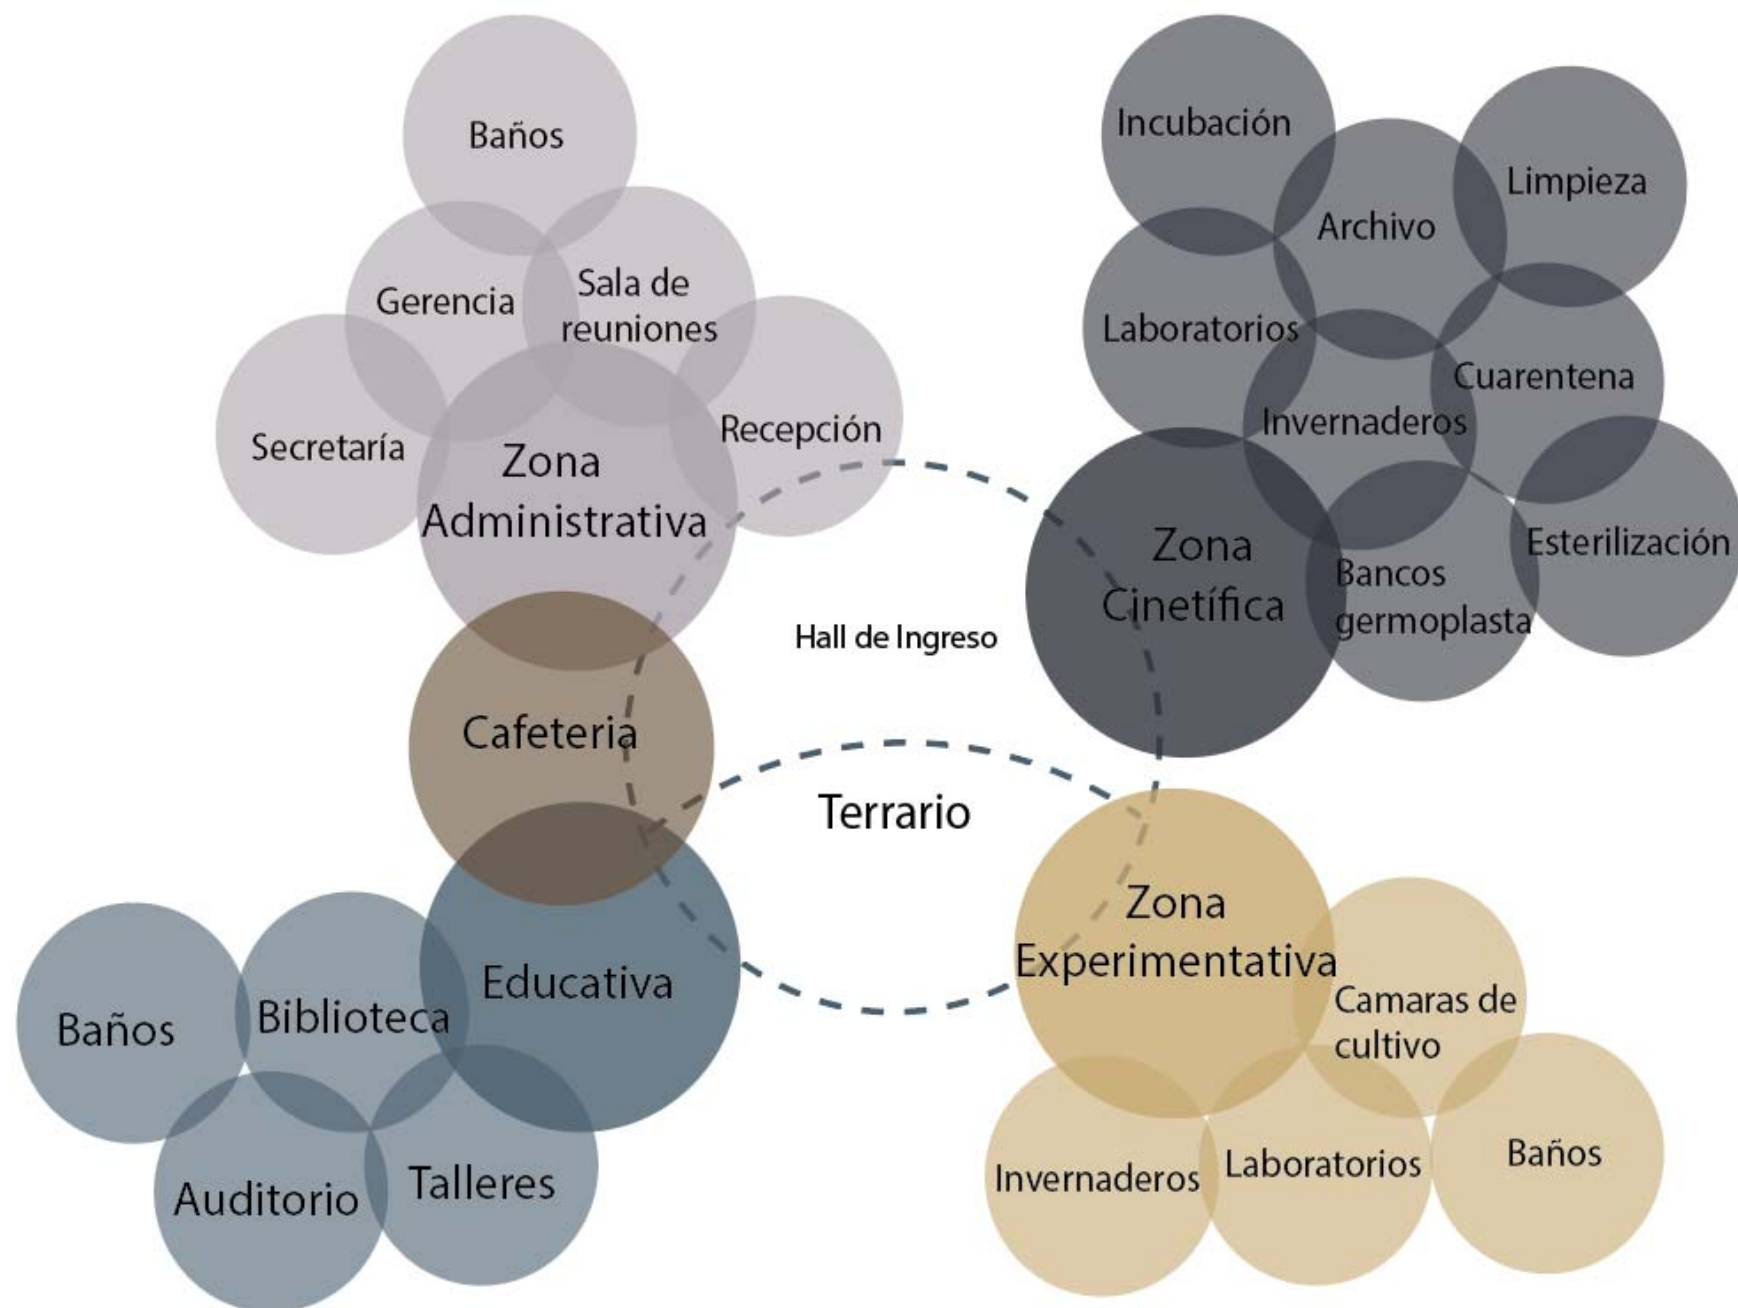 Baños
Gerencia
Sala de
reuniones
Secretaría
Recepción
Zona
Administrativa
Incubación
Limpieza
Archivo
Laboratorios
Cuarentena
Invernaderos
Zona
Cinetífica
Esterilización
Bancos
germoplasta
Hall de Ingreso
Cafeteria
Terrario
Educativa
Baños
Biblioteca
Auditorio
Talleres
Zona
Experimentativa
Camaras de
cultivo
Invernaderos
Laboratorios
Baños